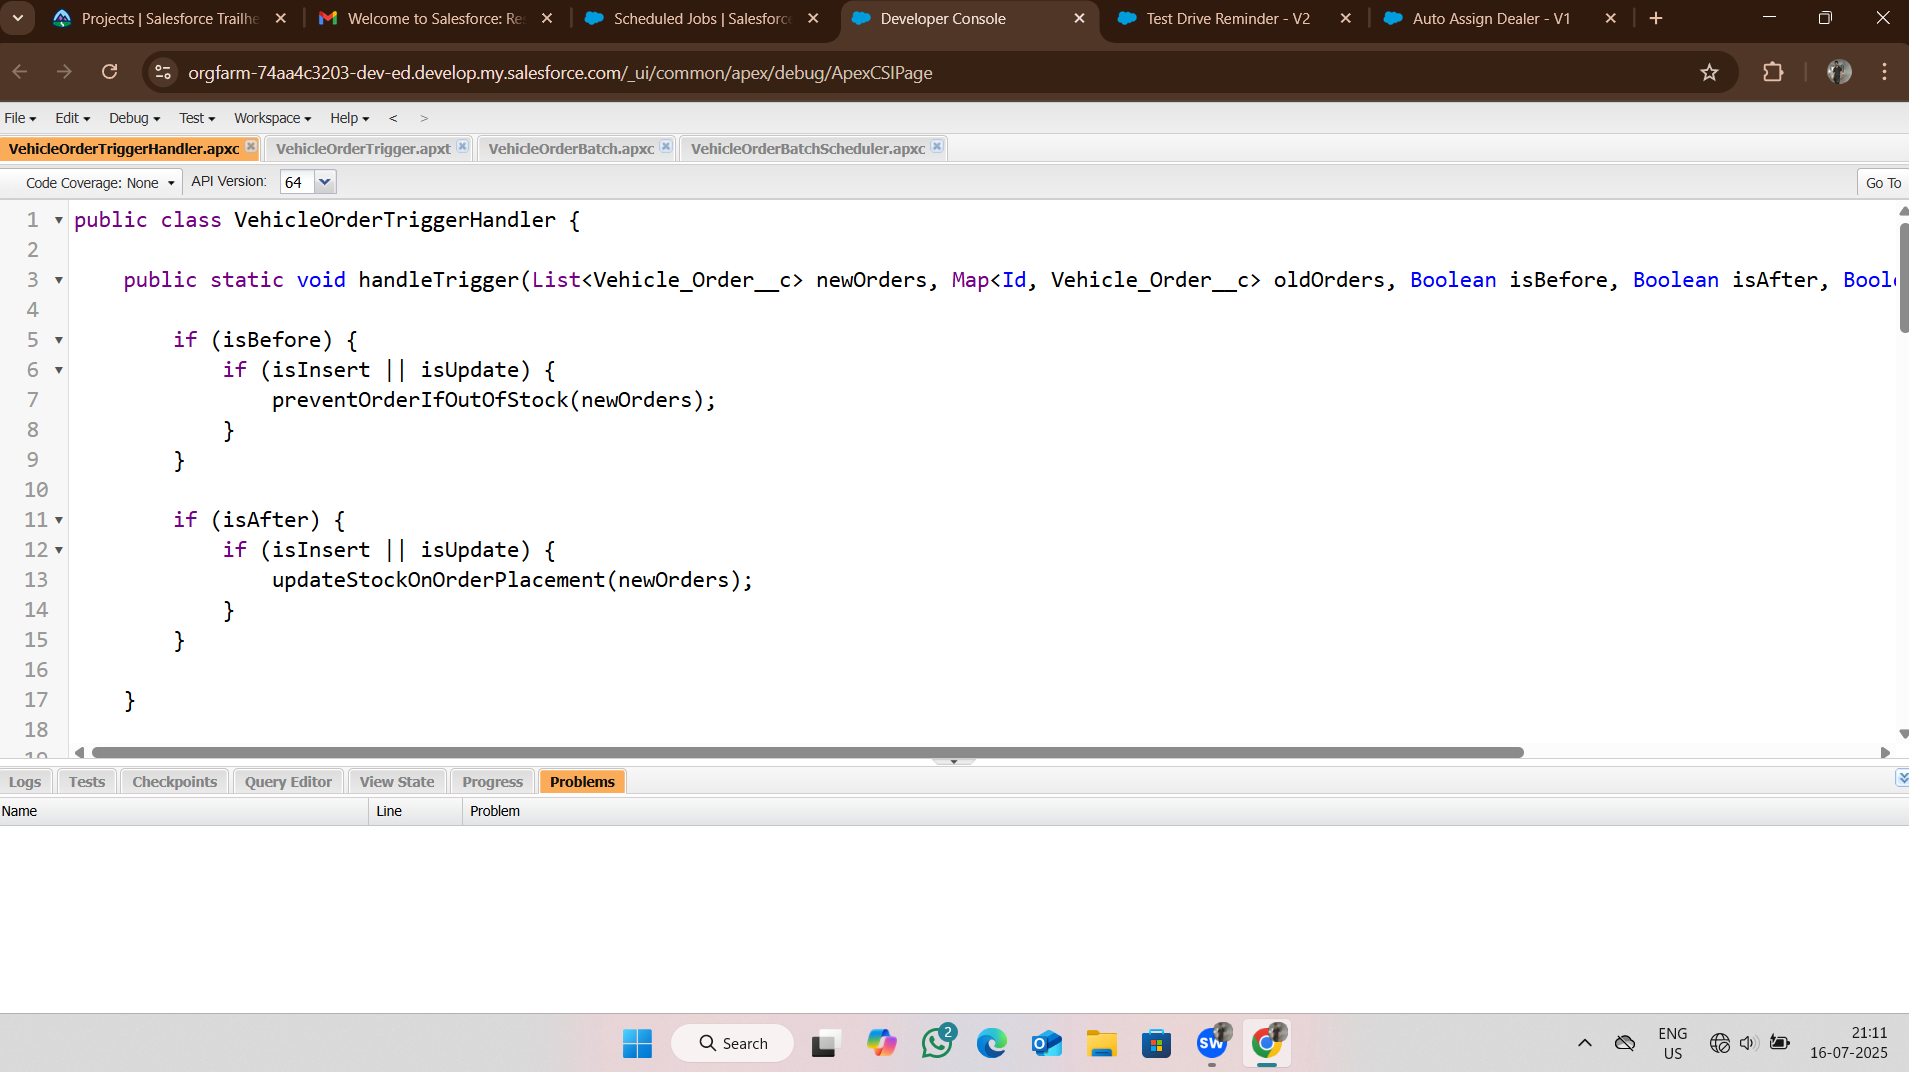 Projects | Salesforce Trailhe
Welcome to Salesforce: Re
Scheduled Jobs | Salesforce
Developer Console
Test Drive Reminder - V2
Auto Assign Dealer - V1
orgfarm-74aa4c3203-dev-ed.develop.my.salesforce.com/_ui/common/apex/debug/ApexCSIPage
File Edit Debug Test Workspace Help < >
VehicleOrderTriggerHandler.apxc VehicleOrderTrigger.apxt VehicleOrderBatch.apxc VehicleOrderBatchScheduler.apxc
Code Coverage: None API Version: 64 Go To
1 public class VehicleOrderTriggerHandler {
2
3 public static void handleTrigger(List<Vehicle_Order__c> newOrders, Map<Id, Vehicle_Order__c> oldOrders, Boolean isBefore, Boolean isAfter, Bool
4
5 if (isBefore) {
6 if (isInsert || isUpdate) {
7 preventOrderIfOutOfStock(newOrders);
8 }
9 }
10
11 if (isAfter) {
12 if (isInsert || isUpdate) {
13 updateStockOnOrderPlacement(newOrders);
14 }
15 }
16
17 }
18
Logs Tests Checkpoints Query Editor View State Progress Problems
Name Line Problem
Search
2
SW
ENG
US
21:11
16-07-2025